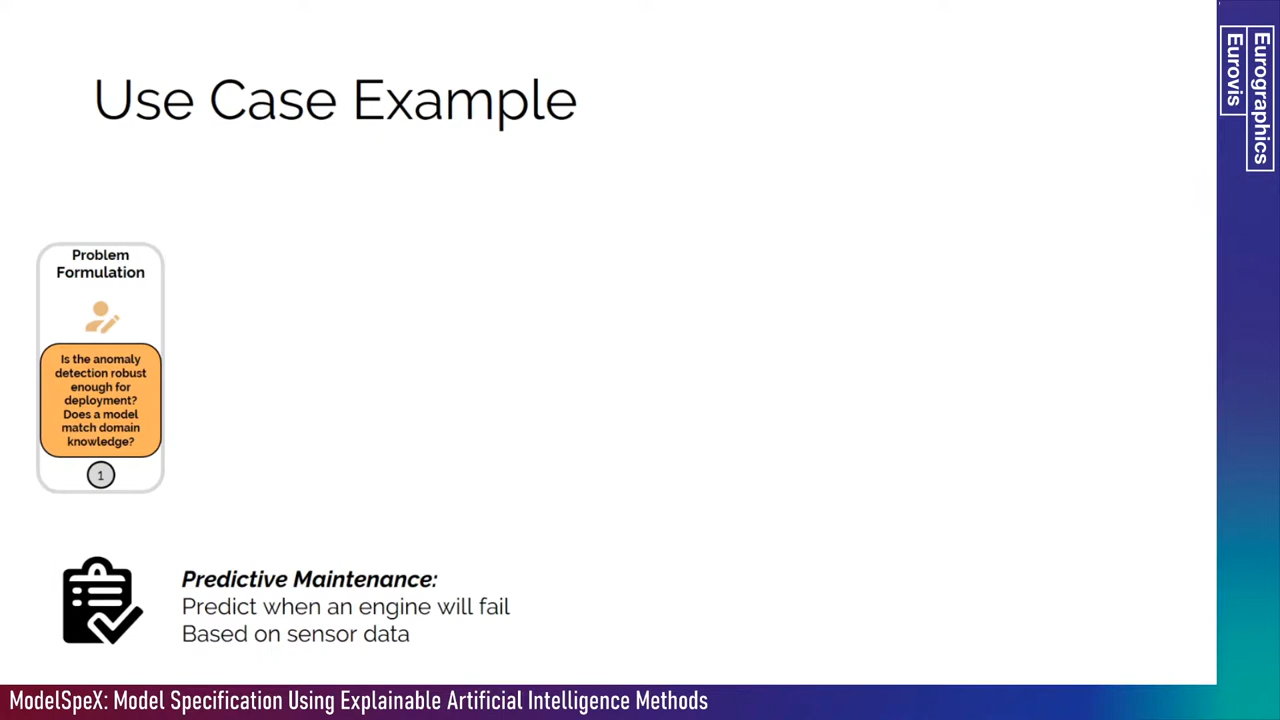 Use Case Example
Problem
Formulation
Is the anomaly
detection robust
enough for
deployment?
Does a model
match domain
knowledge?
1
Predictive Maintenance:
Predict when an engine will fail
Based on sensor data
Eurographics
Eurovis
ModelSpeX: Model Specification Using Explainable Artificial Intelligence Methods